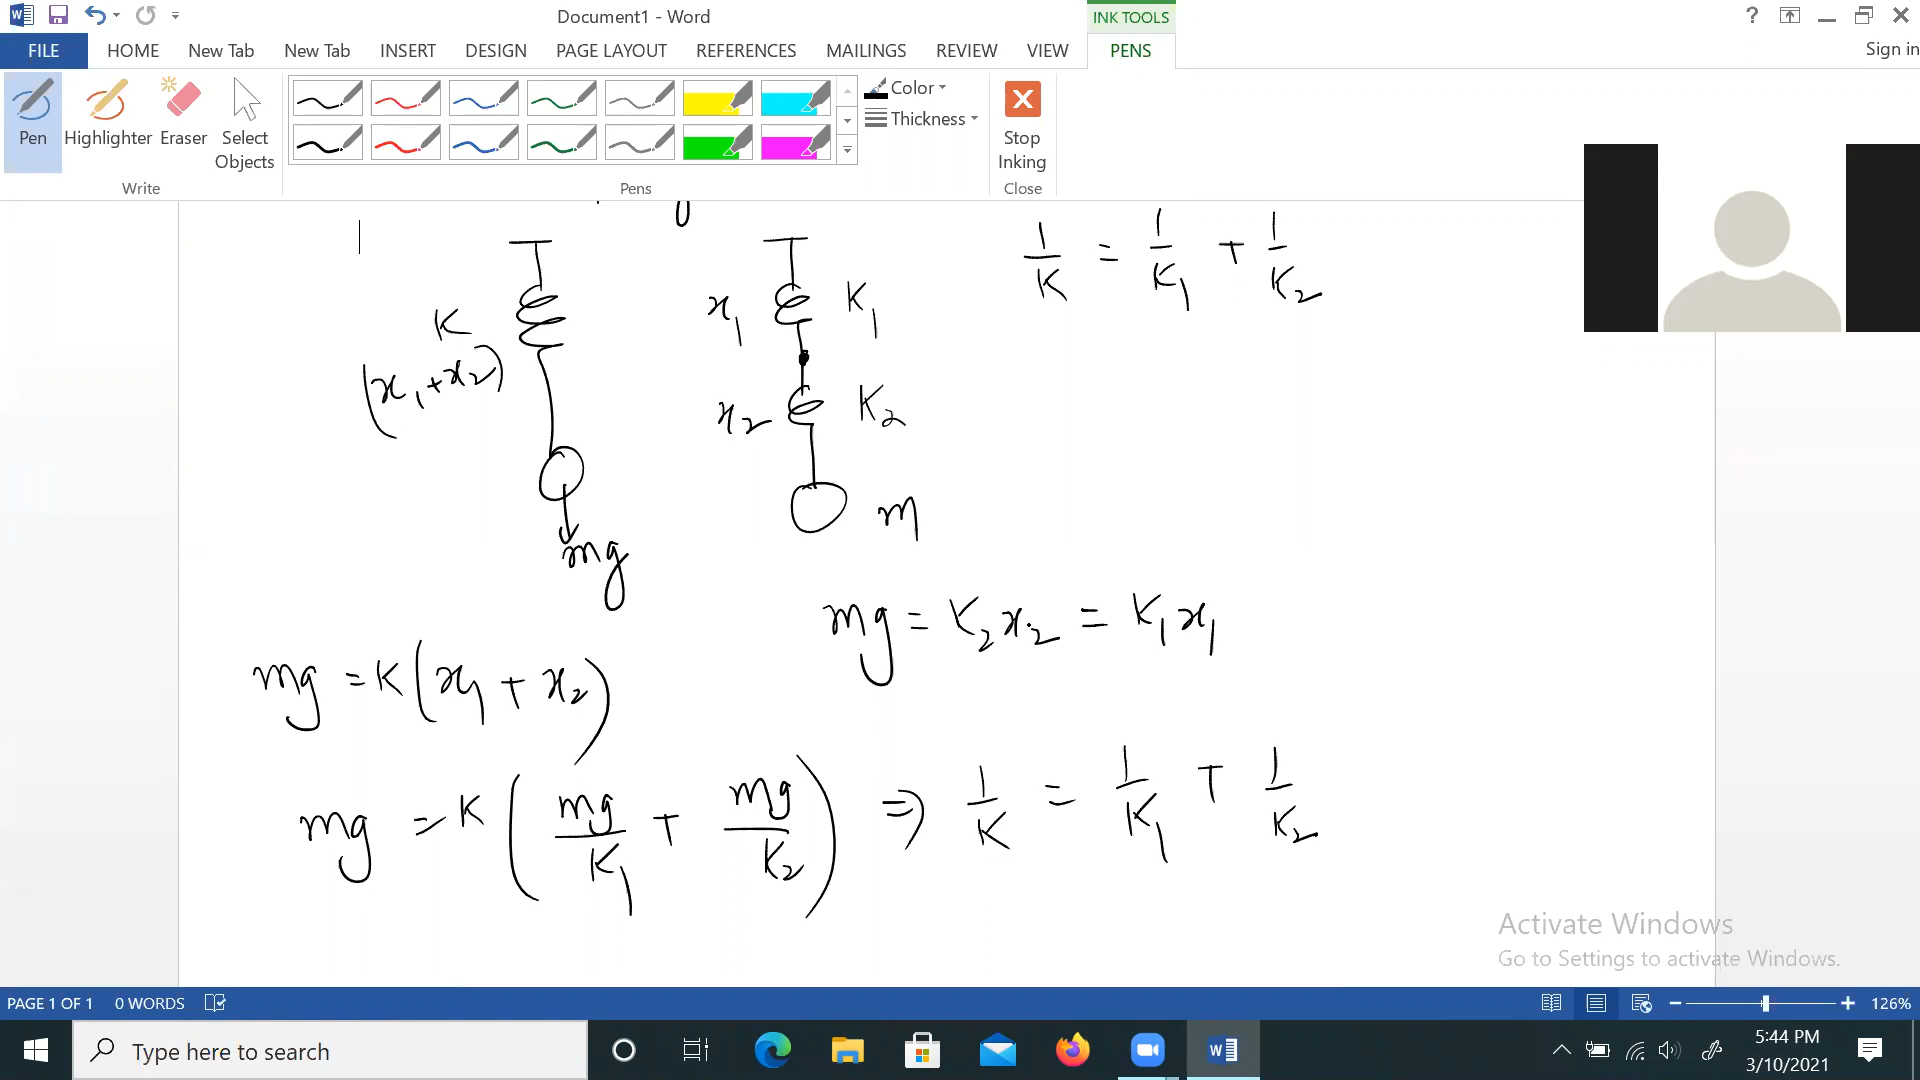 Document1 - Word
INK TOOLS
?
FILE HOME New Tab New Tab INSERT DESIGN PAGE LAYOUT REFERENCES MAILINGS REVIEW VIEW PENS Sign in
Pen Highlighter Eraser Select Objects
Color
Thickness
Stop Inking
Write Pens Close
1/K = 1/K₁ + 1/K₂
K x₁ K₁
(x₁+x₂)
x₂ K₂
m
mg
mg = K₂x₂ = K₁x₁
mg = K(x₁ + x₂)
mg = K(mg/K₁ + mg/K₂) ⇒ 1/K = 1/K₁ + 1/K₂
Activate Windows
Go to Settings to activate Windows.
PAGE 1 OF 1 0 WORDS 126%
Type here to search
5:44 PM
3/10/2021